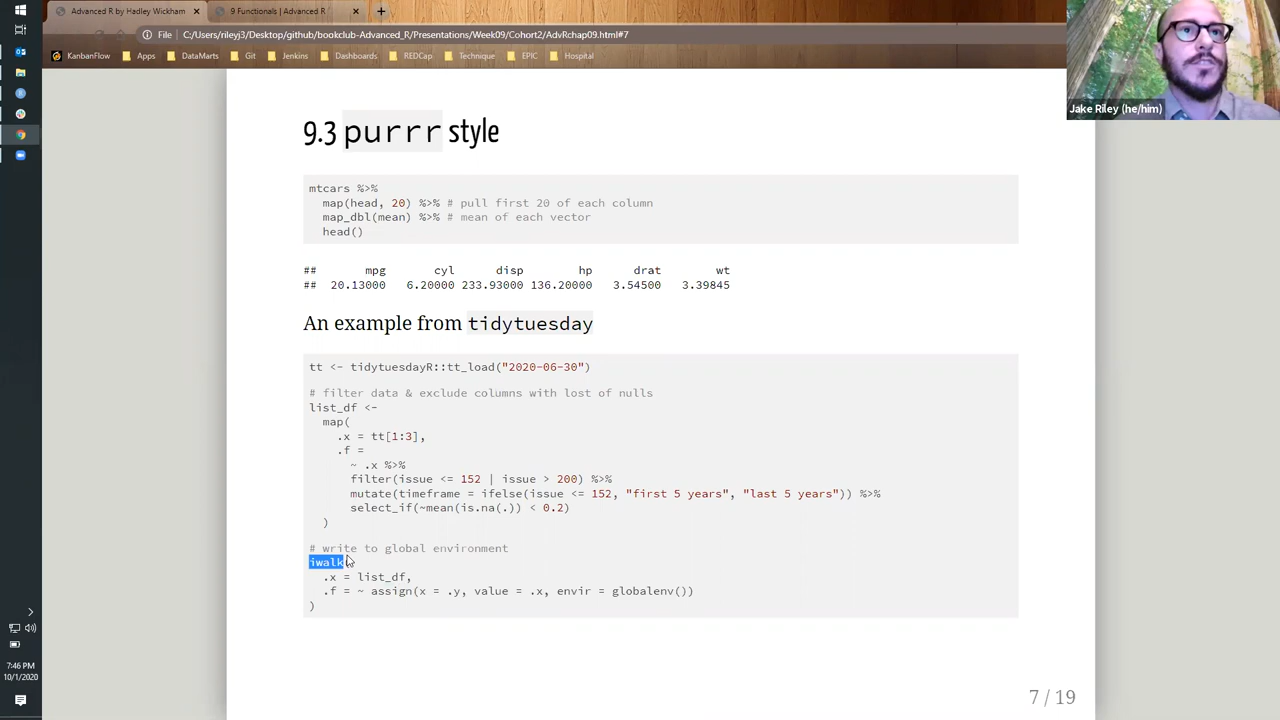 Advanced R by Hadley Wickham
9 Functionals | Advanced R
File | C:/Users/rileyj3/Desktop/github/bookclub-Advanced_R/Presentations/Week09/Cohort2/AdvRchap09.html#7
KanbanFlow Apps DataMarts Git Jenkins Dashboards REDCap Technique EPIC Hospital
Jake Riley (he/him)
9.3 purrr style
mtcars %>%
map(head, 20) %>% # pull first 20 of each column
map_dbl(mean) %>% # mean of each vector
head()
## mpg cyl disp hp drat wt
## 20.13000 6.20000 233.93000 136.20000 3.54500 3.39845
An example from tidytuesday
tt <- tidytuesdayR::tt_load("2020-06-30")
# filter data & exclude columns with lost of nulls
list_df <-
map(
.x = tt[1:3],
.f =
~ .x %>%
filter(issue <= 152 | issue > 200) %>%
mutate(timeframe = ifelse(issue <= 152, "first 5 years", "last 5 years")) %>%
select_if(~mean(is.na(.)) < 0.2)
)
# write to global environment
iwalk(
.x = list_df,
.f = ~ assign(x = .y, value = .x, envir = globalenv())
)
7:46 PM
10/1/2020
7 / 19